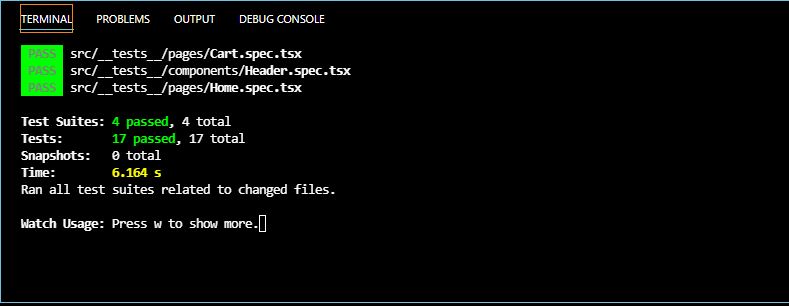 TERMINAL PROBLEMS OUTPUT DEBUG CONSOLE
PASS src/__tests__/pages/Cart.spec.tsx
PASS src/__tests__/components/Header.spec.tsx
PASS src/__tests__/pages/Home.spec.tsx
Test Suites: 4 passed, 4 total
Tests: 17 passed, 17 total
Snapshots: 0 total
Time: 6.164 s
Ran all test suites related to changed files.
Watch Usage: Press w to show more.